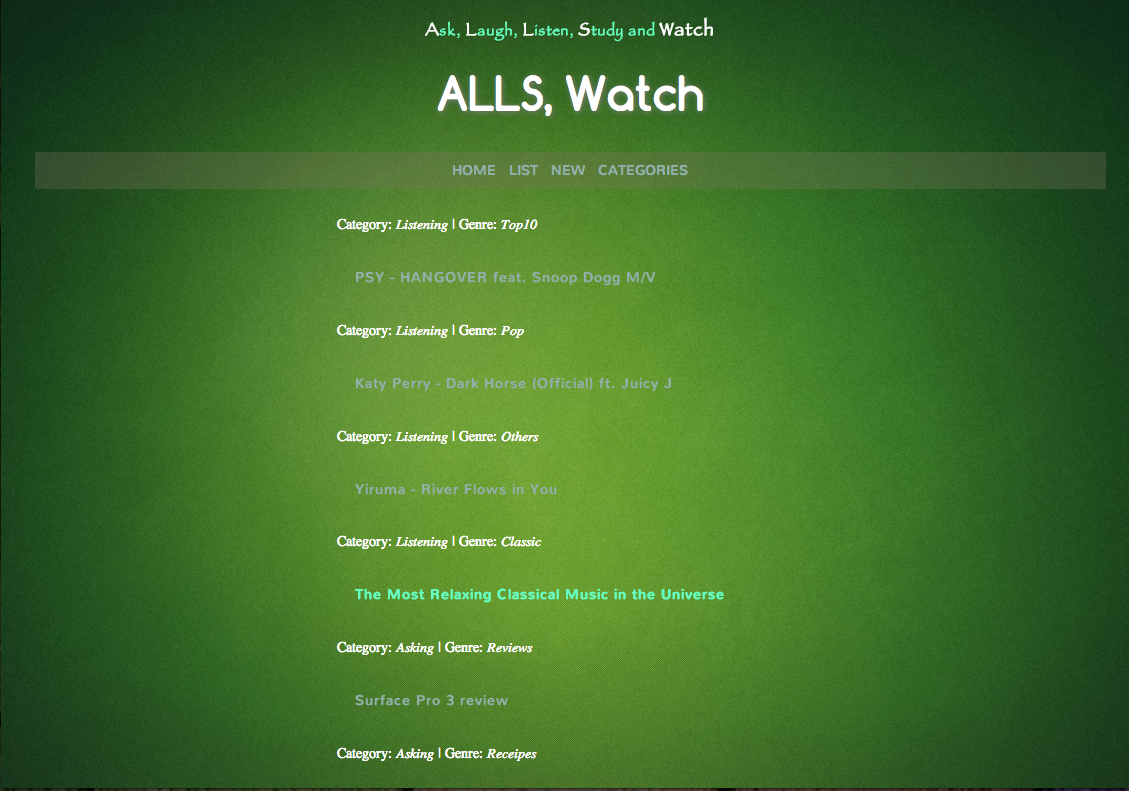 Ask, Laugh, Listen, Study and Watch
ALLS, Watch
HOME LIST NEW CATEGORIES
Category: Listening | Genre: Top10
PSY - HANGOVER feat. Snoop Dogg M/V
Category: Listening | Genre: Pop
Katy Perry - Dark Horse (Official) ft. Juicy J
Category: Listening | Genre: Others
Yiruma - River Flows in You
Category: Listening | Genre: Classic
The Most Relaxing Classical Music in the Universe
Category: Asking | Genre: Reviews
Surface Pro 3 review
Category: Asking | Genre: Receipes